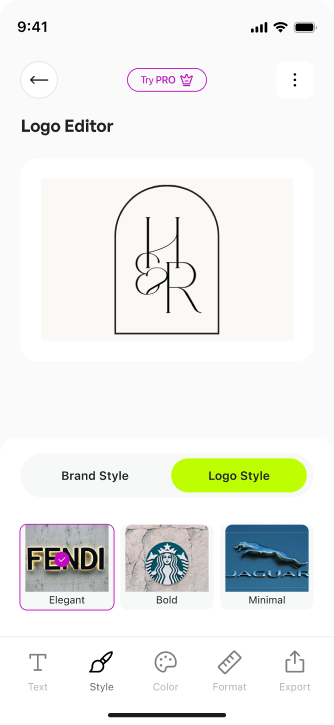 9:41
Try PRO
Logo Editor
H
&R
Brand Style
Logo Style
FENDI
JAGUAR
Elegant
Bold
Minimal
Text
Style
Color
Format
Export